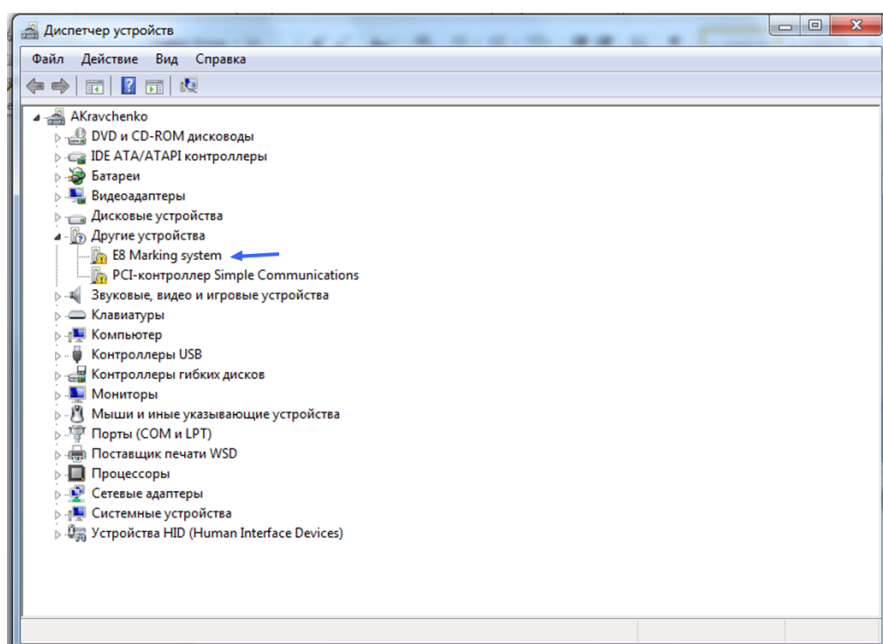 Диспетчер устройств
Файл Действие Вид Справка
AKravchenko
DVD и CD-ROM дисководы
IDE ATA/ATAPI контроллеры
Батареи
Видеоадаптеры
Дисковые устройства
Другие устройства
E8 Marking system
PCI-контроллер Simple Communications
Звуковые, видео и игровые устройства
Клавиатуры
Компьютер
Контроллеры USB
Контроллеры гибких дисков
Мониторы
Мыши и иные указывающие устройства
Порты (COM и LPT)
Поставщик печати WSD
Процессоры
Сетевые адаптеры
Системные устройства
Устройства HID (Human Interface Devices)